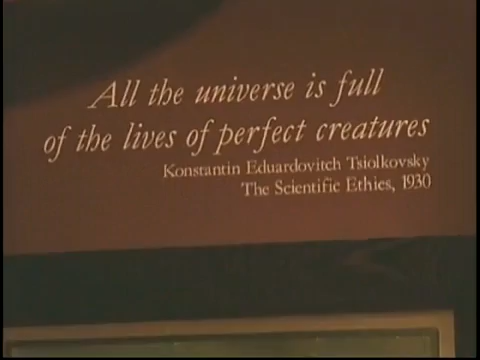 All the universe is full
of the lives of perfect creatures
Konstantin Eduardovitch Tsiolkovsky
The Scientific Ethics, 1930